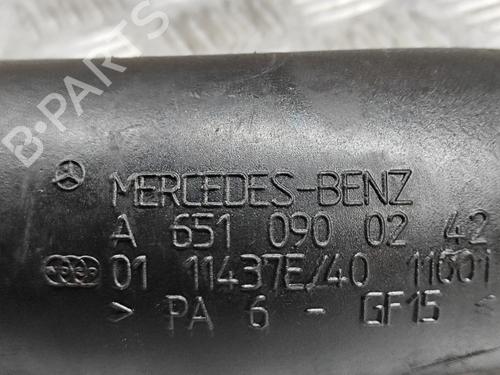 B-PARTS
MERCEDES-BENZ
A 651 090 02 42
01 11437E/40 11601
> PA 6 - GF15 <